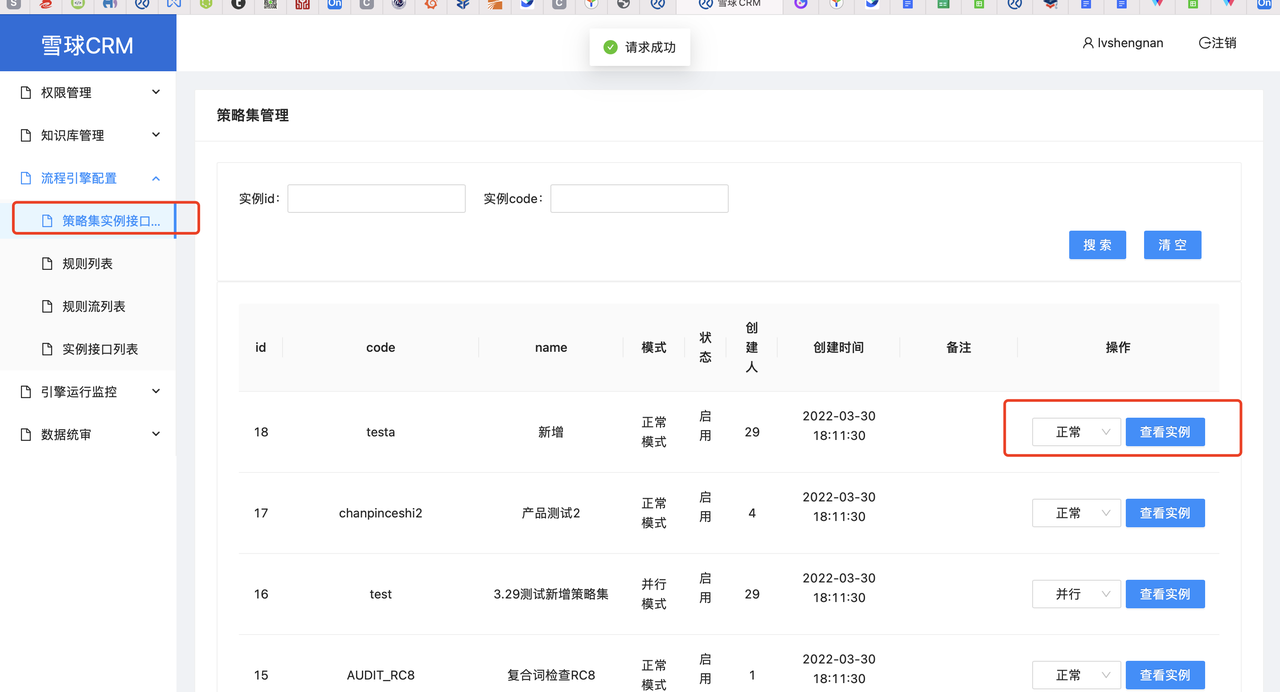 雪球CRM
雪球CRM
请求成功
lvshengnan
注销
权限管理
知识库管理
流程引擎配置
策略集实例接口...
规则列表
规则流列表
实例接口列表
引擎运行监控
数据统审
策略集管理
实例id:
实例code:
搜 索
清 空
id code name 模式 状态 创建人 创建时间 备注 操作
18 testa 新增 正常模式 启用 29 2022-03-30 18:11:30 正常 查看实例
17 chanpinceshi2 产品测试2 正常模式 启用 4 2022-03-30 18:11:30 正常 查看实例
16 test 3.29测试新增策略集 并行模式 启用 29 2022-03-30 18:11:30 并行 查看实例
15 AUDIT_RC8 复合词检查RC8 正常模式 启用 1 2022-03-30 18:11:30 正常 查看实例